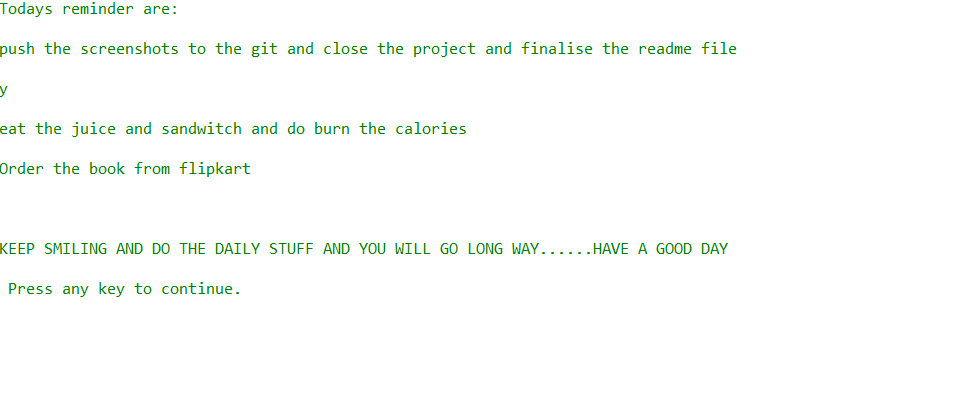 Todays reminder are:
push the screenshots to the git and close the project and finalise the readme file
y
eat the juice and sandwitch and do burn the calories
Order the book from flipkart
KEEP SMILING AND DO THE DAILY STUFF AND YOU WILL GO LONG WAY......HAVE A GOOD DAY
Press any key to continue.